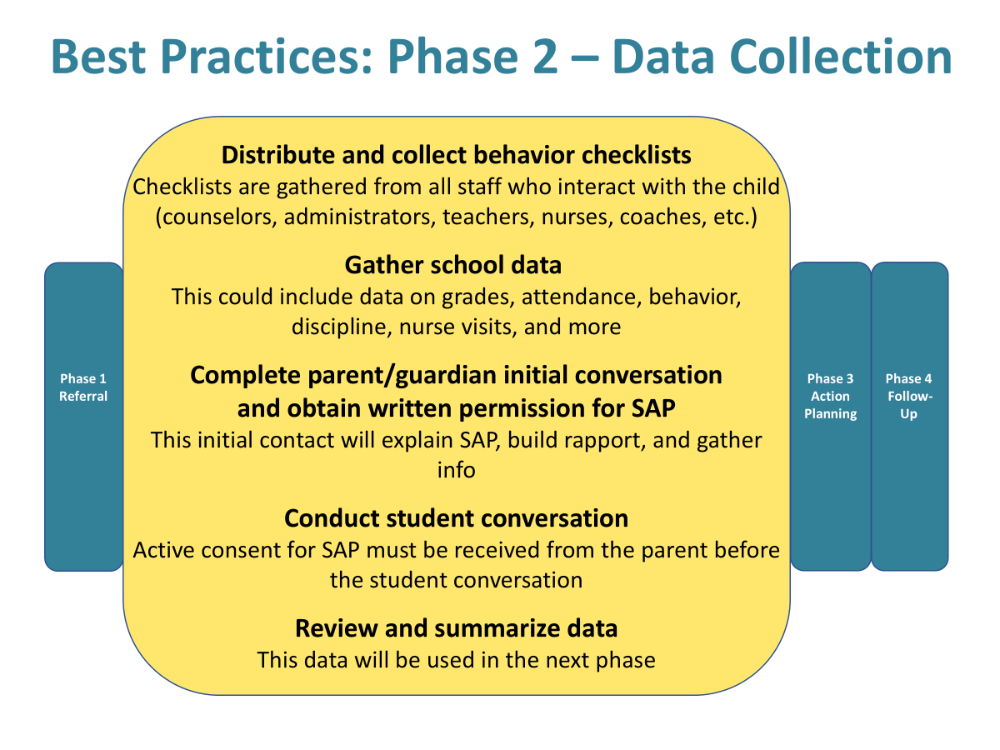 Best Practices: Phase 2 – Data Collection
Phase 1
Referral
Distribute and collect behavior checklists
Checklists are gathered from all staff who interact with the child
(counselors, administrators, teachers, nurses, coaches, etc.)
Gather school data
This could include data on grades, attendance, behavior,
discipline, nurse visits, and more
Complete parent/guardian initial conversation
and obtain written permission for SAP
This initial contact will explain SAP, build rapport, and gather
info
Conduct student conversation
Active consent for SAP must be received from the parent before
the student conversation
Review and summarize data
This data will be used in the next phase
Phase 3
Action
Planning
Phase 4
Follow-
Up